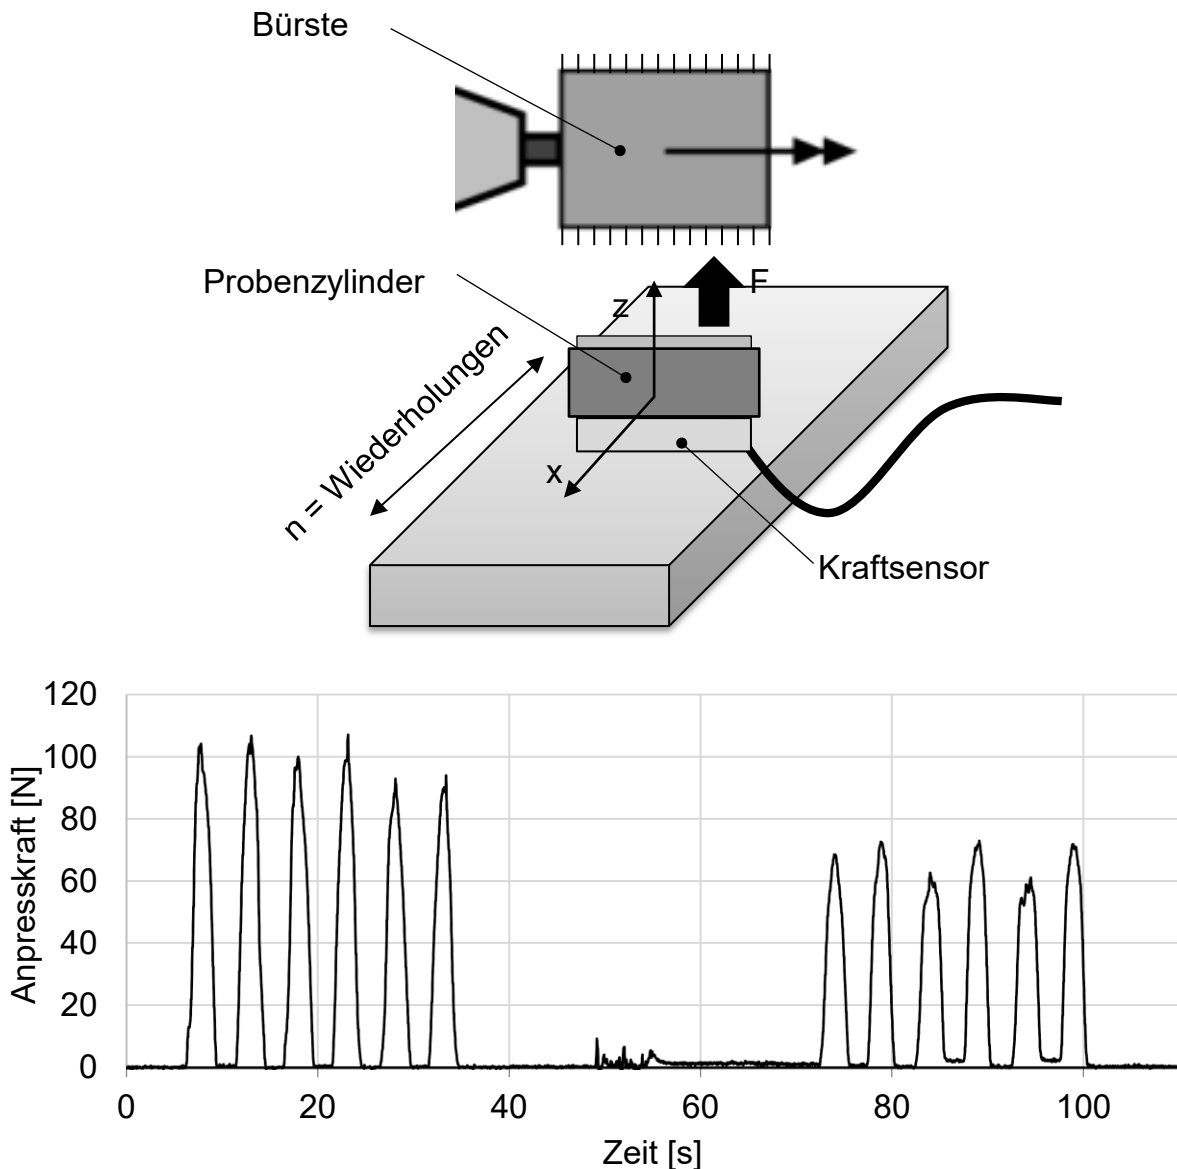 Bürste
Probenzylinder
F
z
n = Wiederholungen
x
Kraftsensor
Anpresskraft [N]
120
100
80
60
40
20
0
0 20 40 60 80 100
Zeit [s]